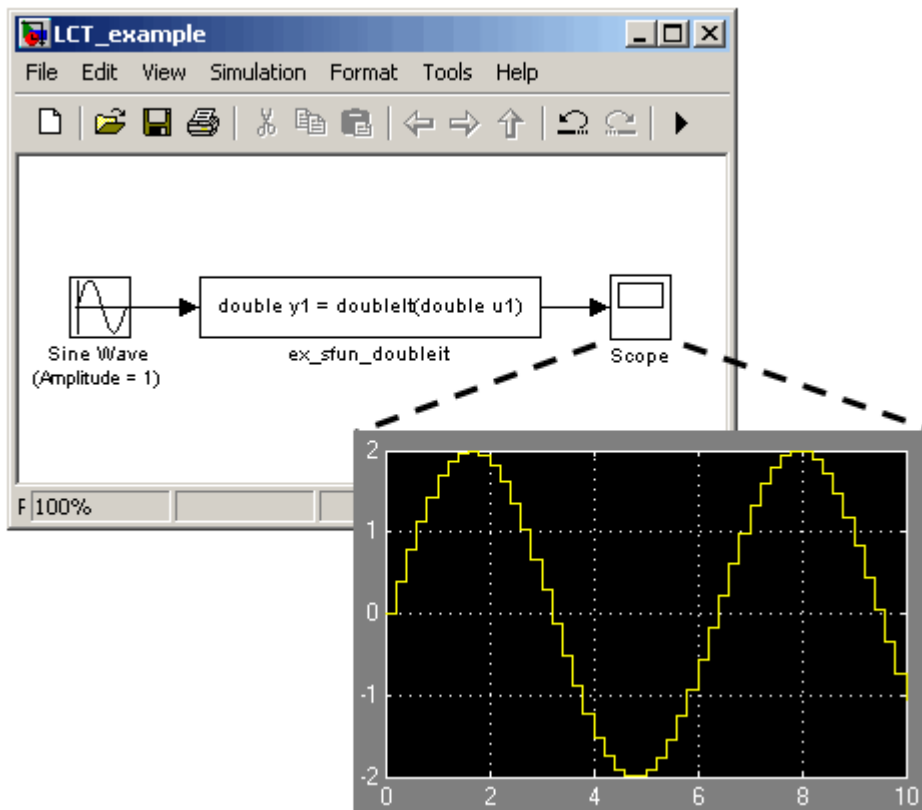 LCT_example
File Edit View Simulation Format Tools Help
double y1 = doubleIt(double u1)
Sine Wave
(Amplitude = 1)
ex_sfun_doubleit
Scope
F 100%
2
1
0
-1
-2
0 2 4 6 8 10